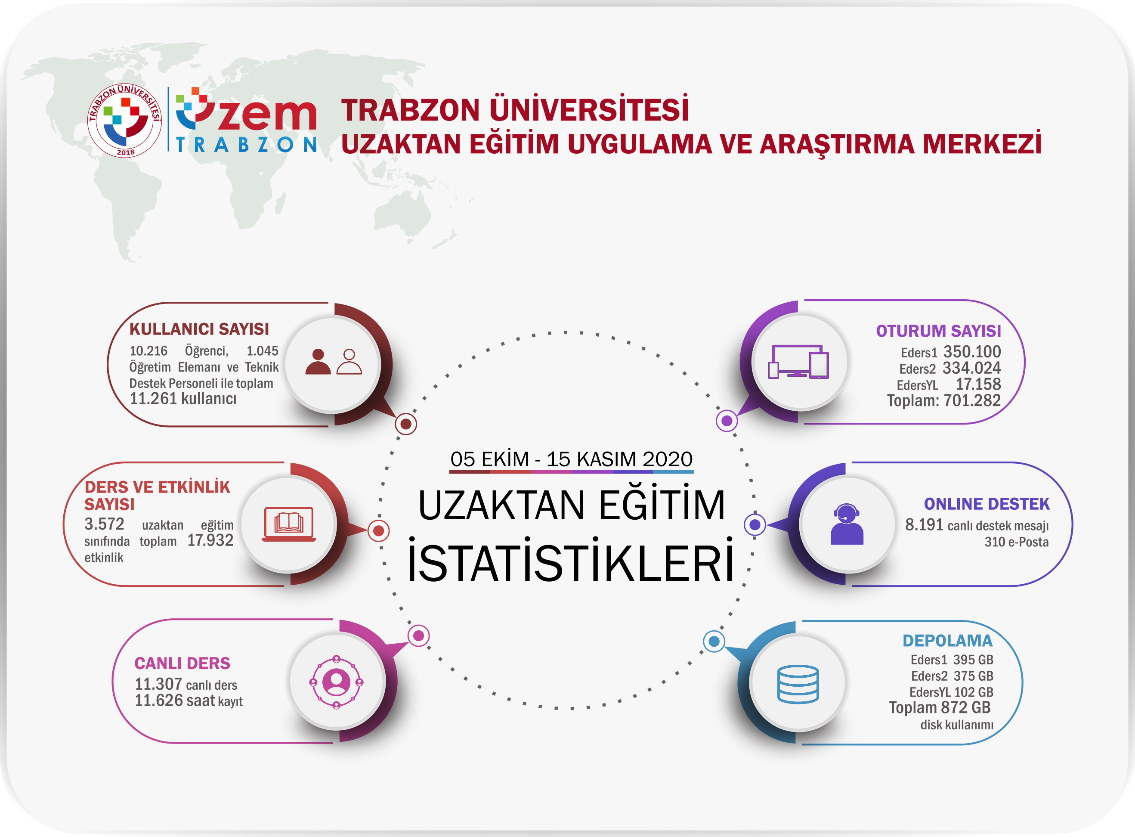 TRABZON ÜNİVERSİTESİ
2018
üzem
TRABZON
TRABZON ÜNİVERSİTESİ
UZAKTAN EĞİTİM UYGULAMA VE ARAŞTIRMA MERKEZİ
KULLANICI SAYISI
10.216 Öğrenci, 1.045
Öğretim Elemanı ve Teknik
Destek Personeli ile toplam
11.261 kullanıcı
OTURUM SAYISI
Eders1 350.100
Eders2 334.024
EdersYL 17.158
Toplam: 701.282
05 EKİM - 15 KASIM 2020
UZAKTAN EĞİTİM
İSTATİSTİKLERİ
DERS VE ETKİNLİK
SAYISI
3.572 uzaktan eğitim
sınıfında toplam 17.932
etkinlik
ONLINE DESTEK
8.191 canlı destek mesajı
310 e-Posta
CANLI DERS
11.307 canlı ders
11.626 saat kayıt
DEPOLAMA
Eders1 395 GB
Eders2 375 GB
EdersYL 102 GB
Toplam 872 GB
disk kullanımı